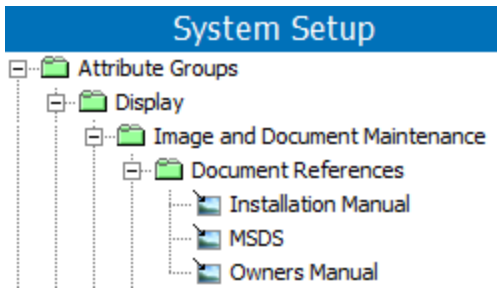 System Setup
Attribute Groups
Display
Image and Document Maintenance
Document References
Installation Manual
MSDS
Owners Manual